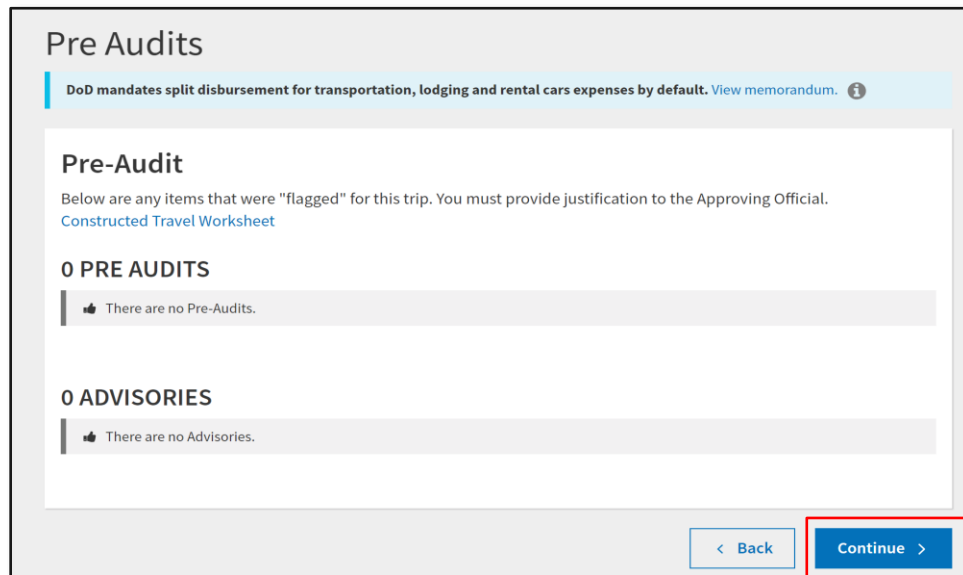 Pre Audits
DoD mandates split disbursement for transportation, lodging and rental cars expenses by default. View memorandum.
Pre-Audit
Below are any items that were "flagged" for this trip. You must provide justification to the Approving Official.
Constructed Travel Worksheet
0 PRE AUDITS
There are no Pre-Audits.
0 ADVISORIES
There are no Advisories.
< Back
Continue >